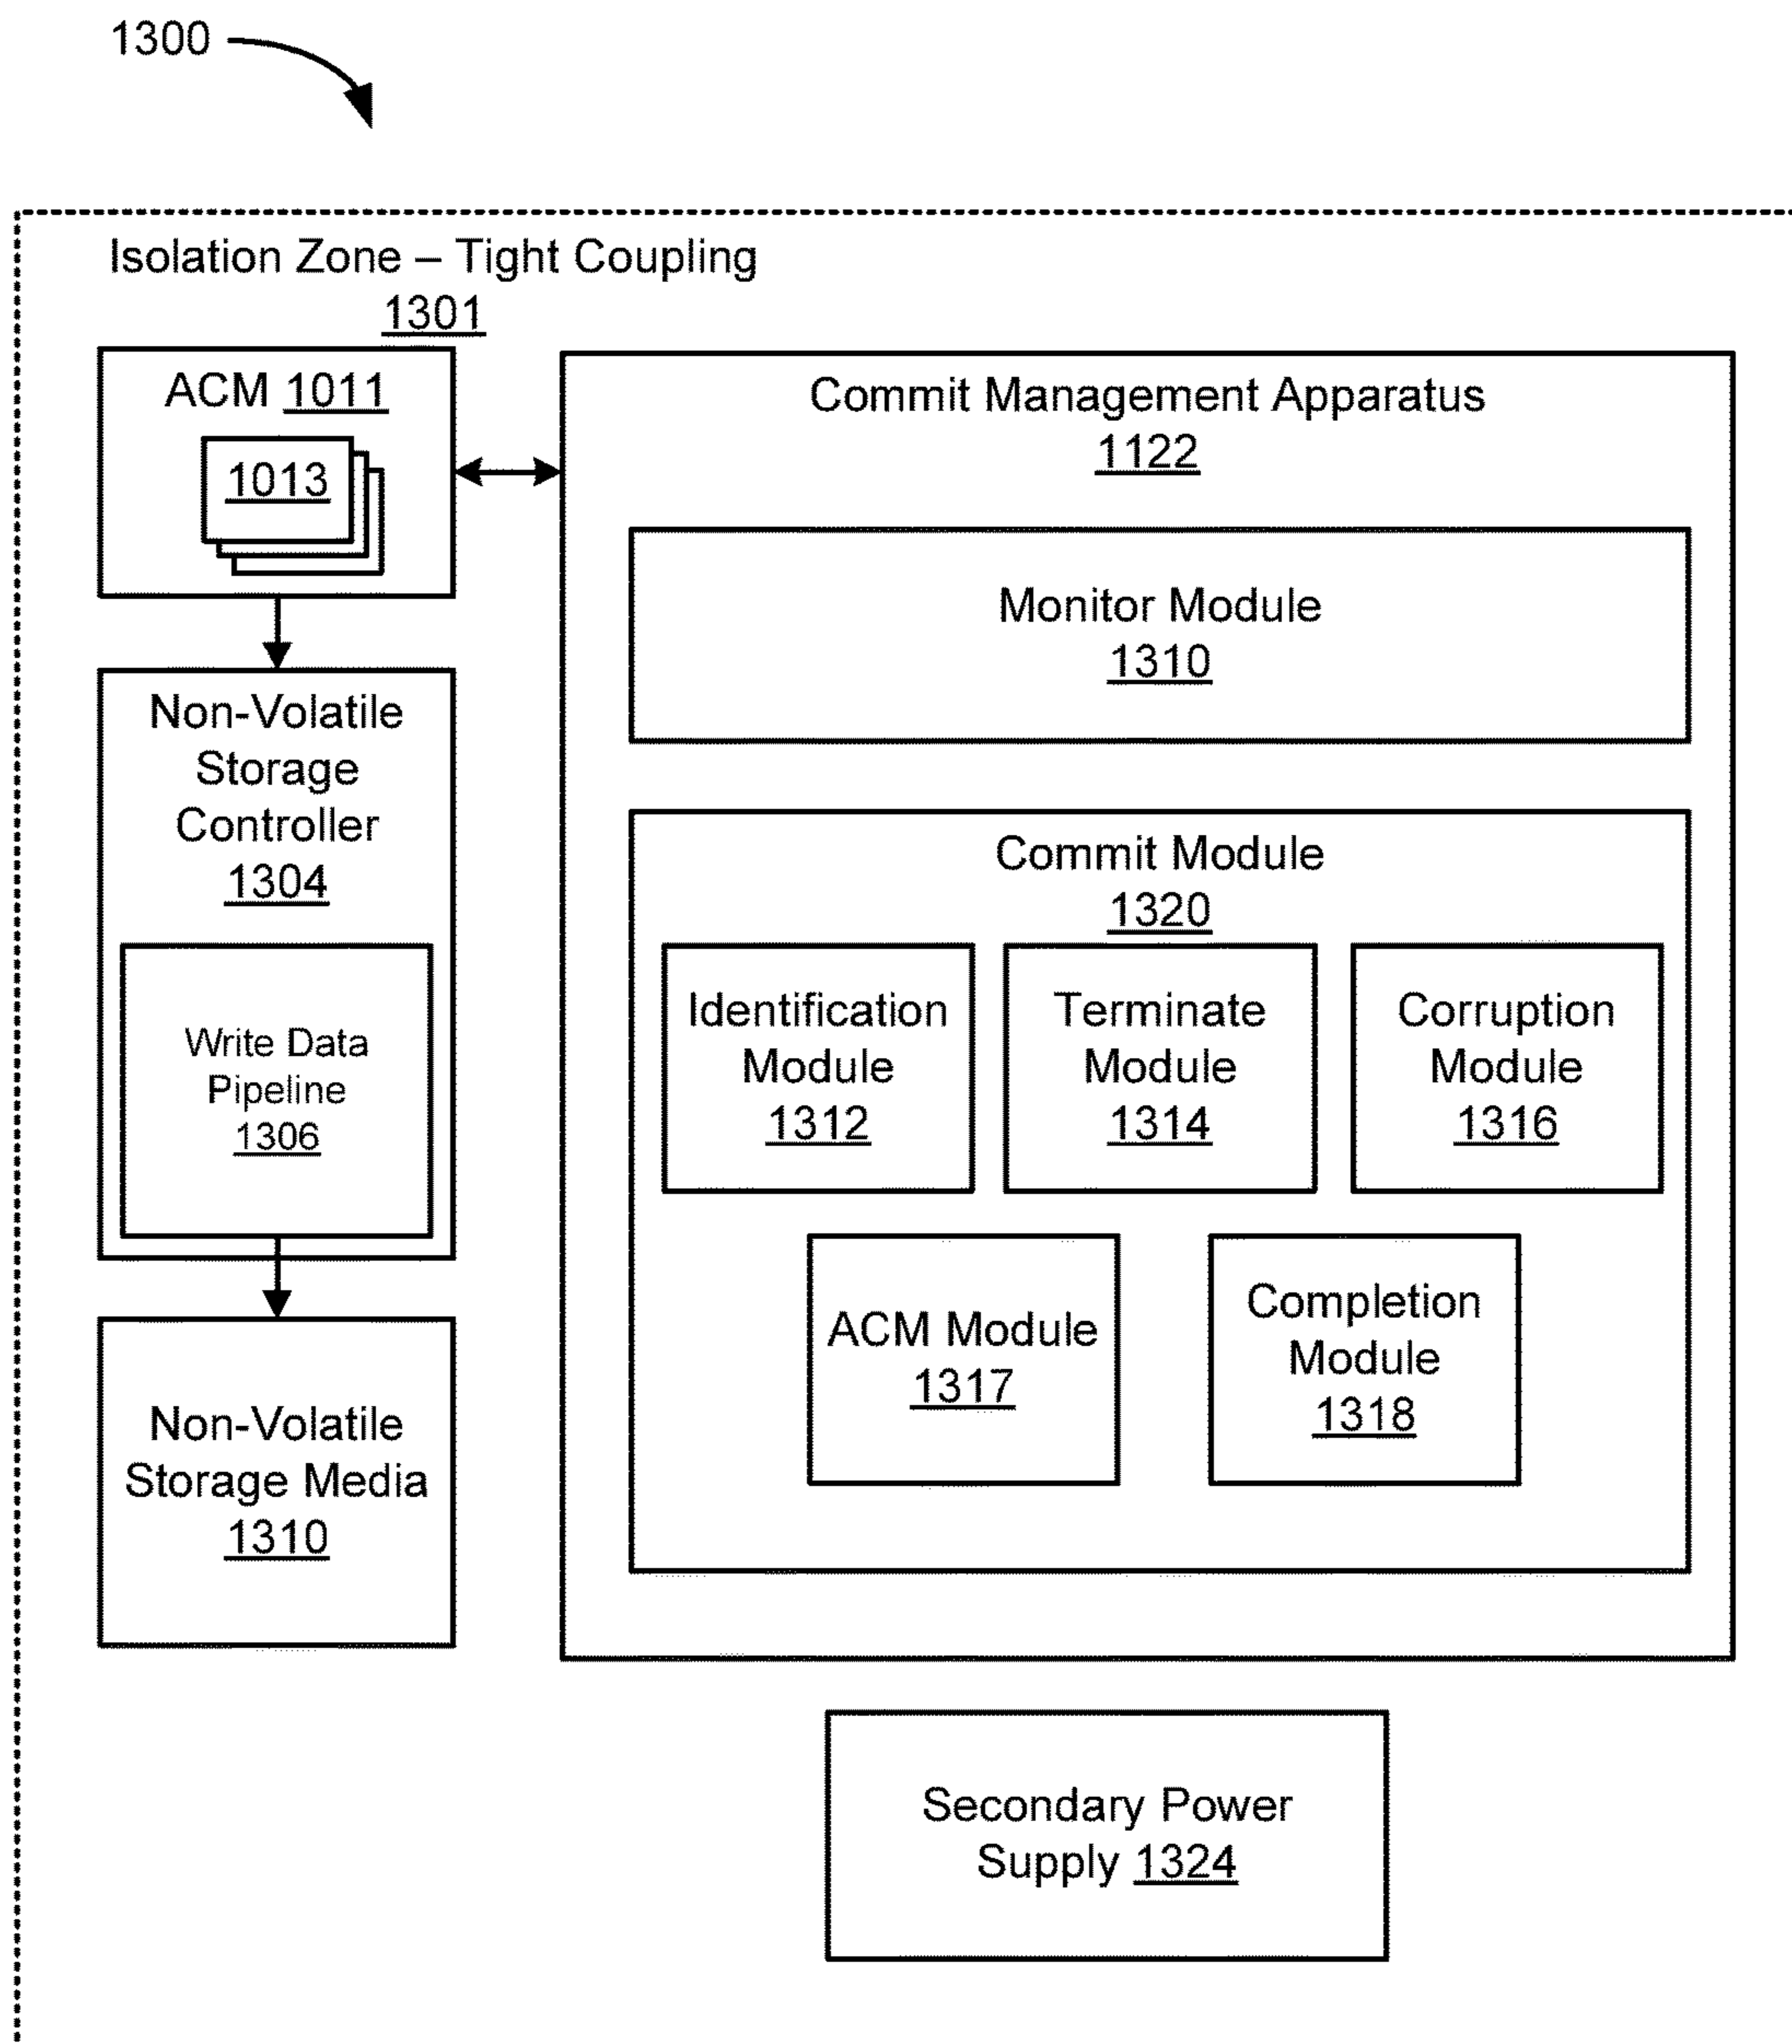 1300
Isolation Zone – Tight Coupling
1301
ACM 1011
1013
Non-Volatile
Storage
Controller
1304
Write Data
Pipeline
1306
Non-Volatile
Storage Media
1310
Commit Management Apparatus
1122
Monitor Module
1310
Commit Module
1320
Identification
Module
1312
Terminate
Module
1314
Corruption
Module
1316
ACM Module
1317
Completion
Module
1318
Secondary Power
Supply 1324